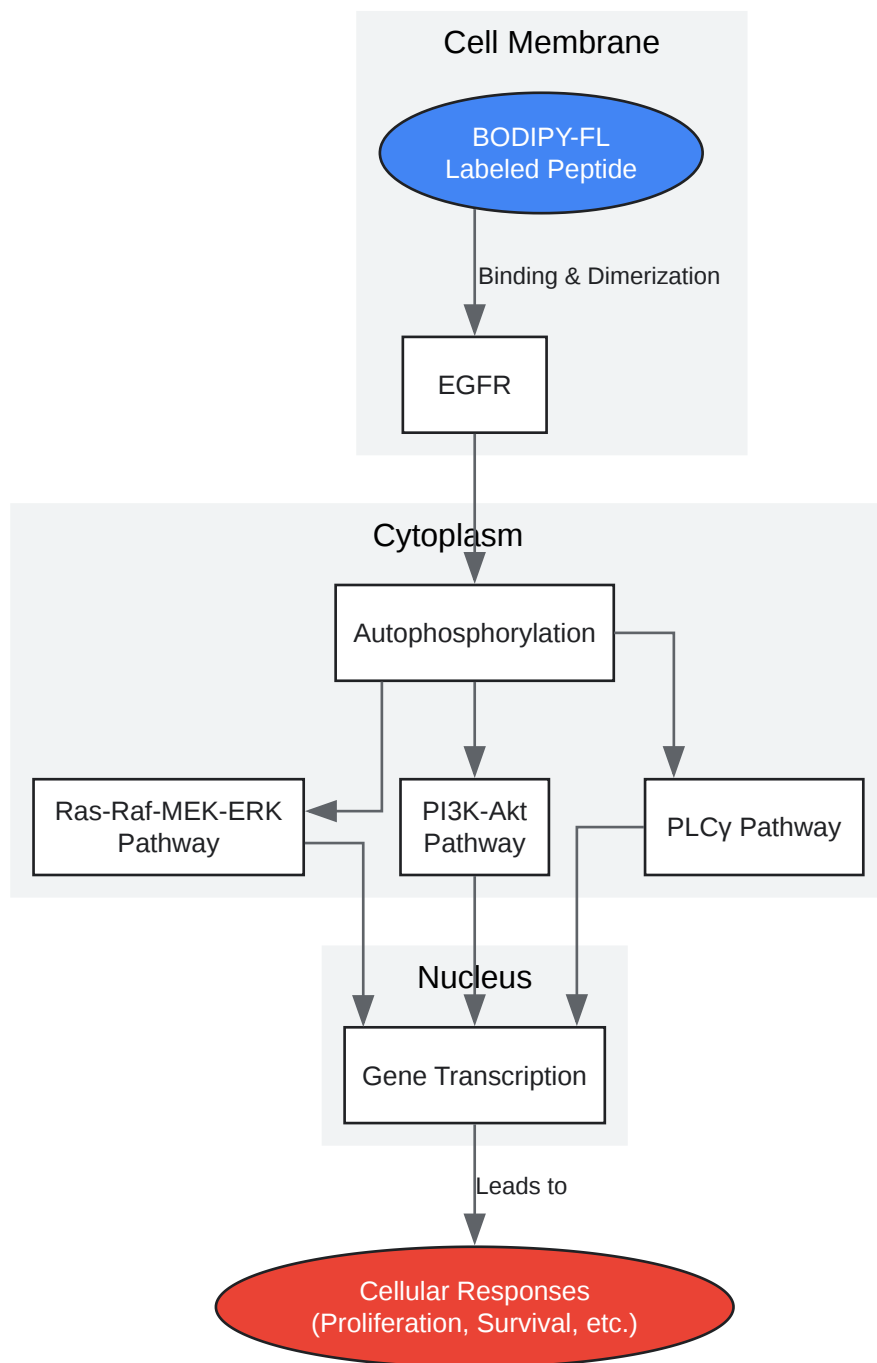 Cell Membrane
BODIPY-FL
Labeled Peptide
Binding & Dimerization
EGFR
Cytoplasm
Autophosphorylation
Ras-Raf-MEK-ERK
Pathway
PI3K-Akt
Pathway
PLCγ Pathway
Nucleus
Gene Transcription
Leads to
Cellular Responses
(Proliferation, Survival, etc.)